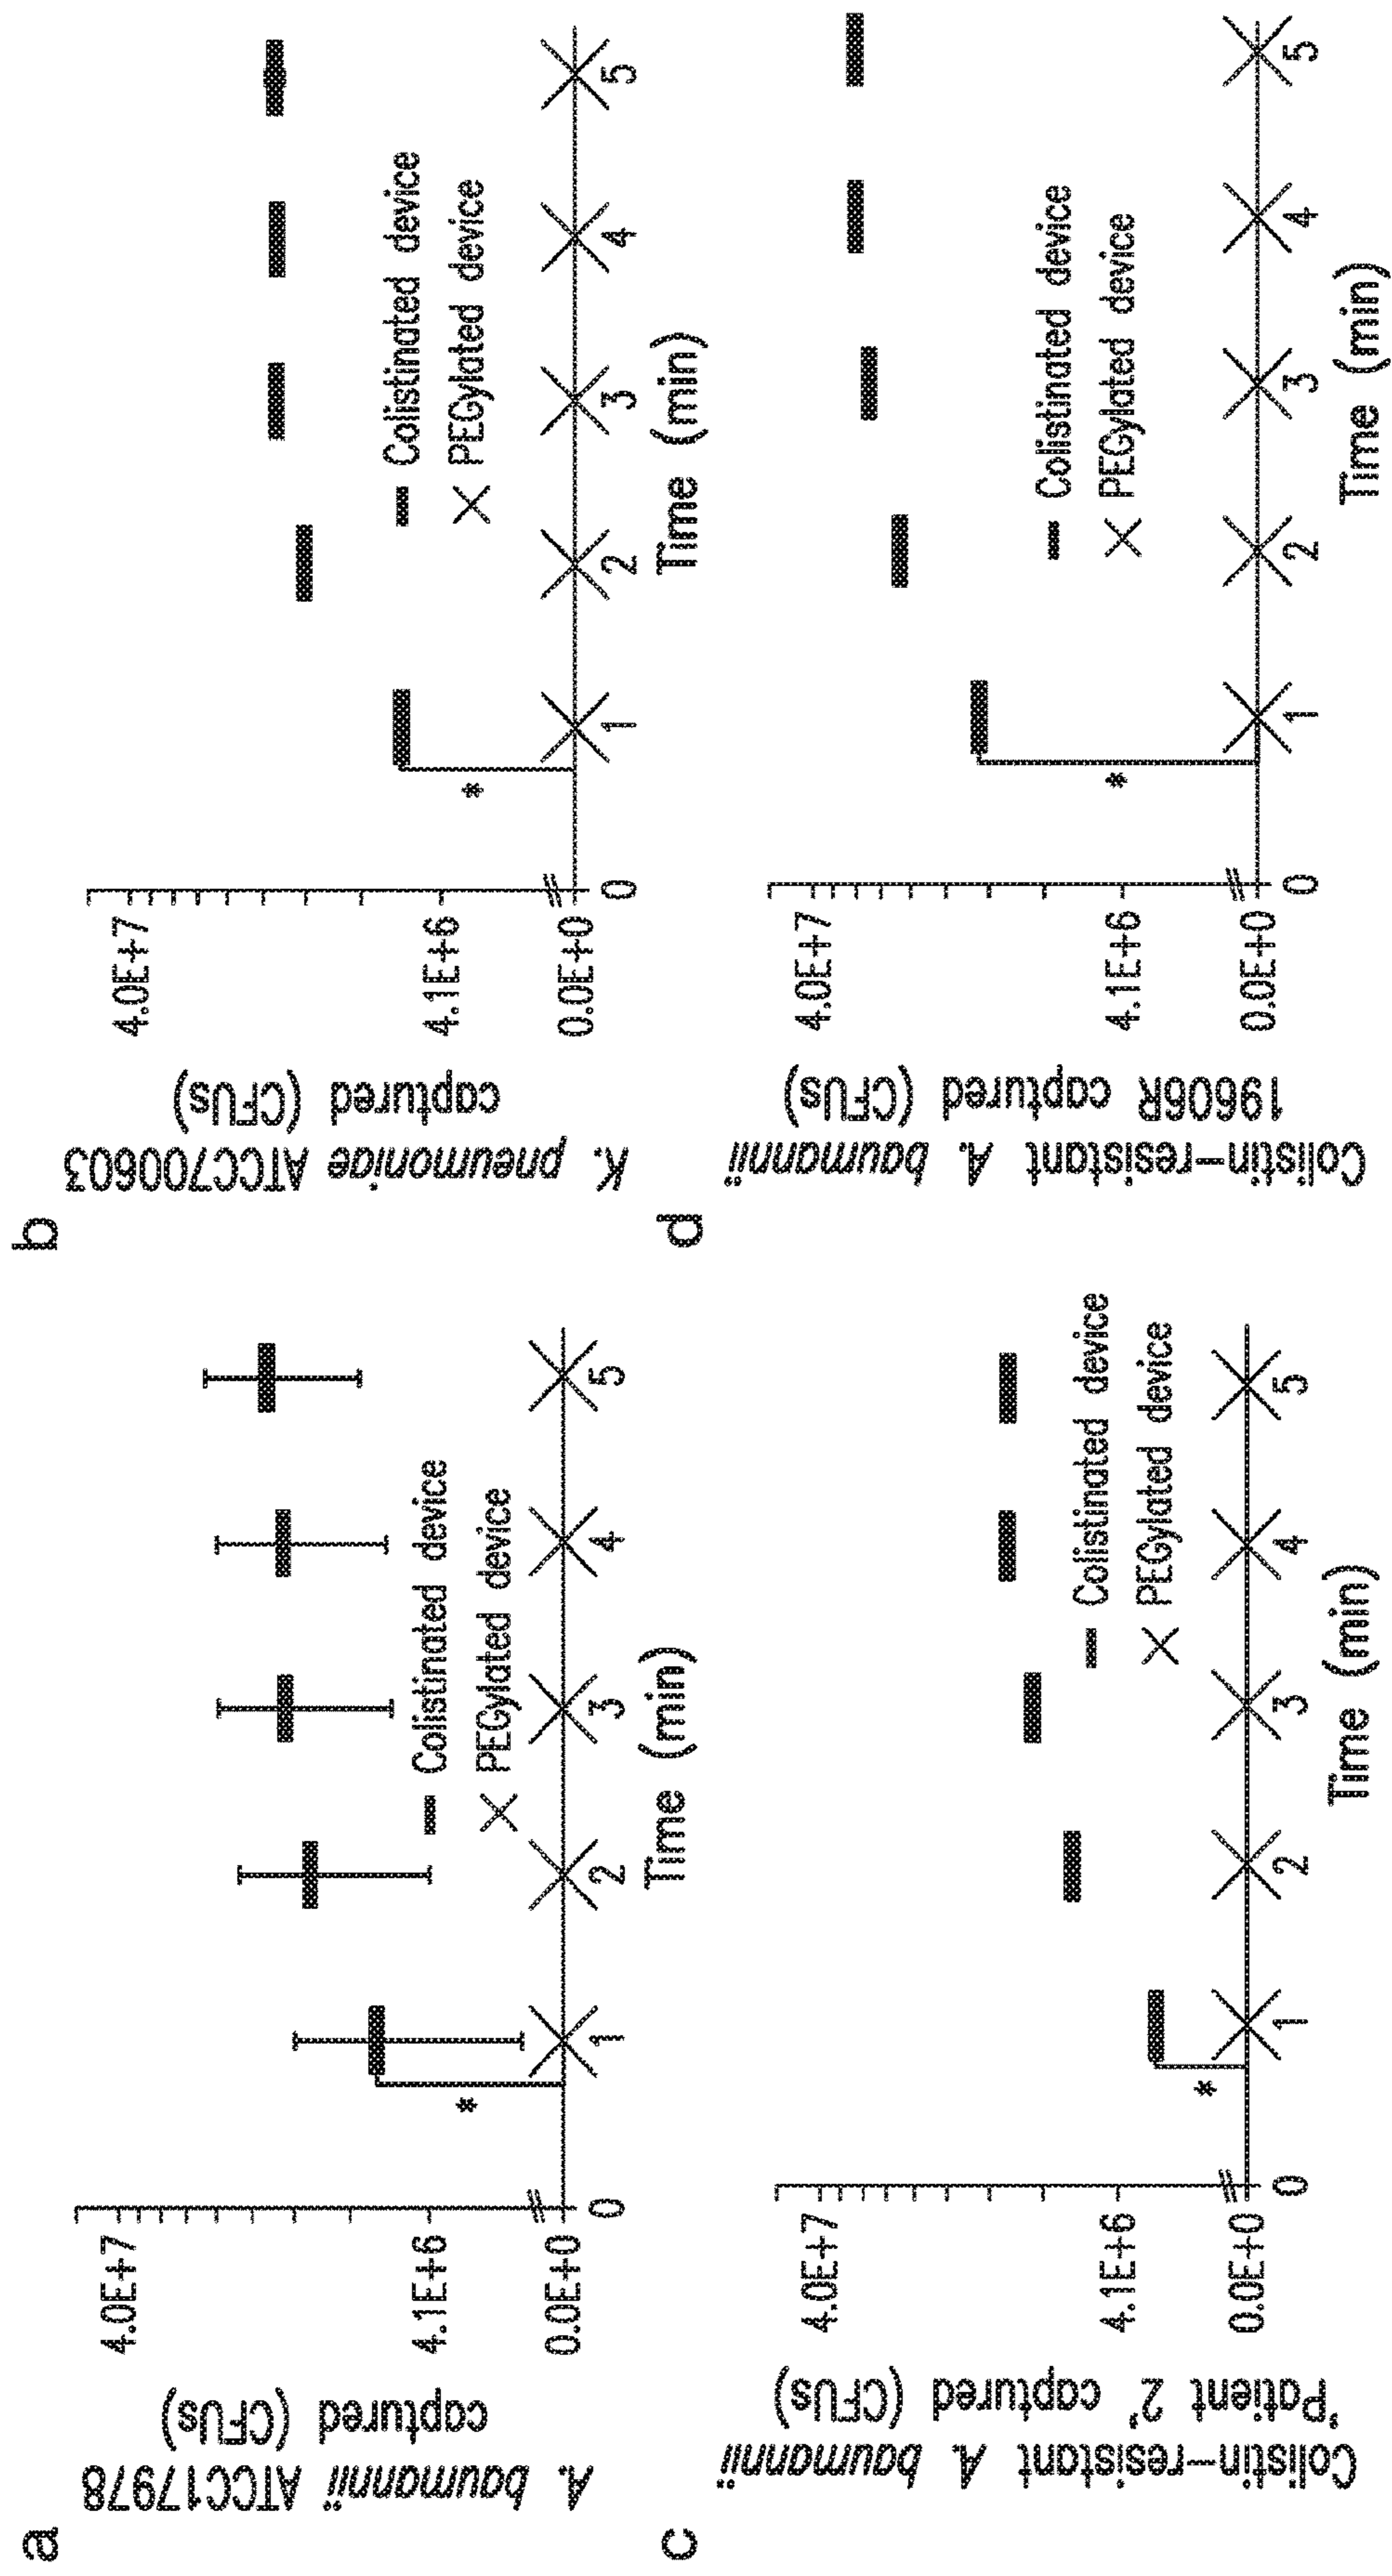 a
A. baumannii ATCC17978
captured (CFUs)
4.0E+7
4.1E+6
0.0E+0
*
Colistinated device
PEGylated device
0 1 2 3 4 5
Time (min)
b
K. pneumoniae ATCC700603
captured (CFUs)
4.0E+7
4.1E+6
0.0E+0
*
Colistinated device
PEGylated device
0 1 2 3 4 5
Time (min)
c
Colistin-resistant A. baumannii
'Patient 2' captured (CFUs)
4.0E+7
4.1E+6
0.0E+0
*
Colistinated device
PEGylated device
0 1 2 3 4 5
Time (min)
d
Colistin-resistant A. baumannii
19606R captured (CFUs)
4.0E+7
4.1E+6
0.0E+0
*
Colistinated device
PEGylated device
0 1 2 3 4 5
Time (min)